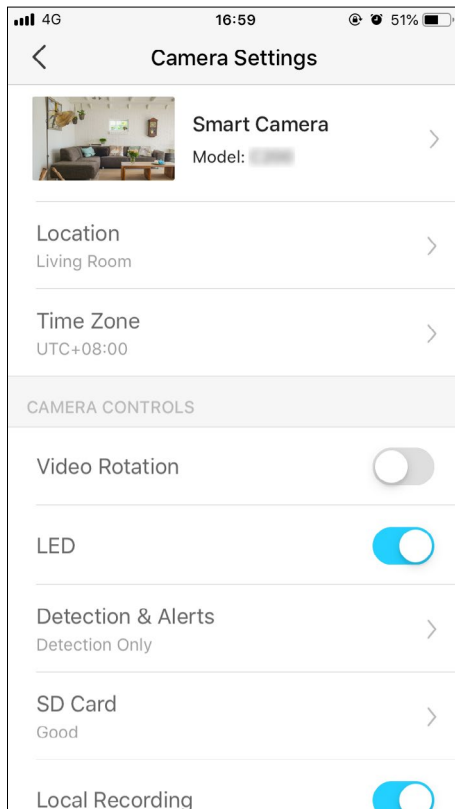 4G
16:59
51%
Camera Settings
Smart Camera
Model:
Location
Living Room
Time Zone
UTC+08:00
CAMERA CONTROLS
Video Rotation
LED
Detection & Alerts
Detection Only
SD Card
Good
Local Recording